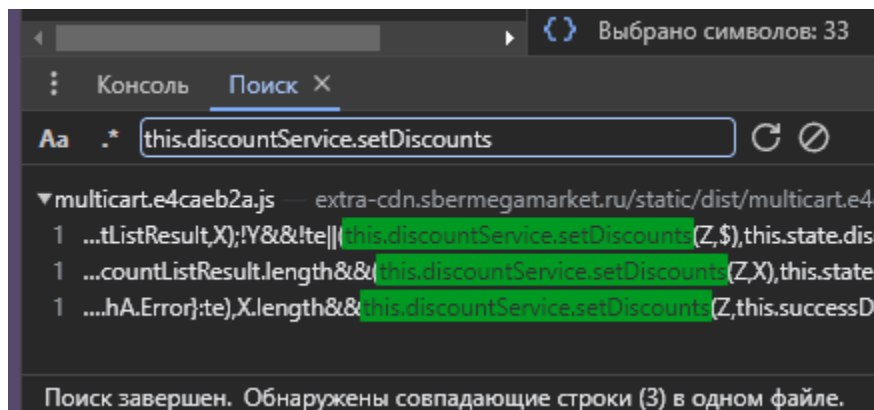 {} Выбрано символов: 33
Консоль Поиск ×
Aa .* this.discountService.setDiscounts
▼multicart.e4caeb2a.js — extra-cdn.sbermegamarket.ru/static/dist/multicart.e4
1 ...tListResult,X);!Y&&!te||(this.discountService.setDiscounts(Z,$),this.state.dis
1 ...countListResult.length&&(this.discountService.setDiscounts(Z,X),this.state
1 ....hA.Error}:te),X.length&&this.discountService.setDiscounts(Z,this.successD
Поиск завершен. Обнаружены совпадающие строки (3) в одном файле.